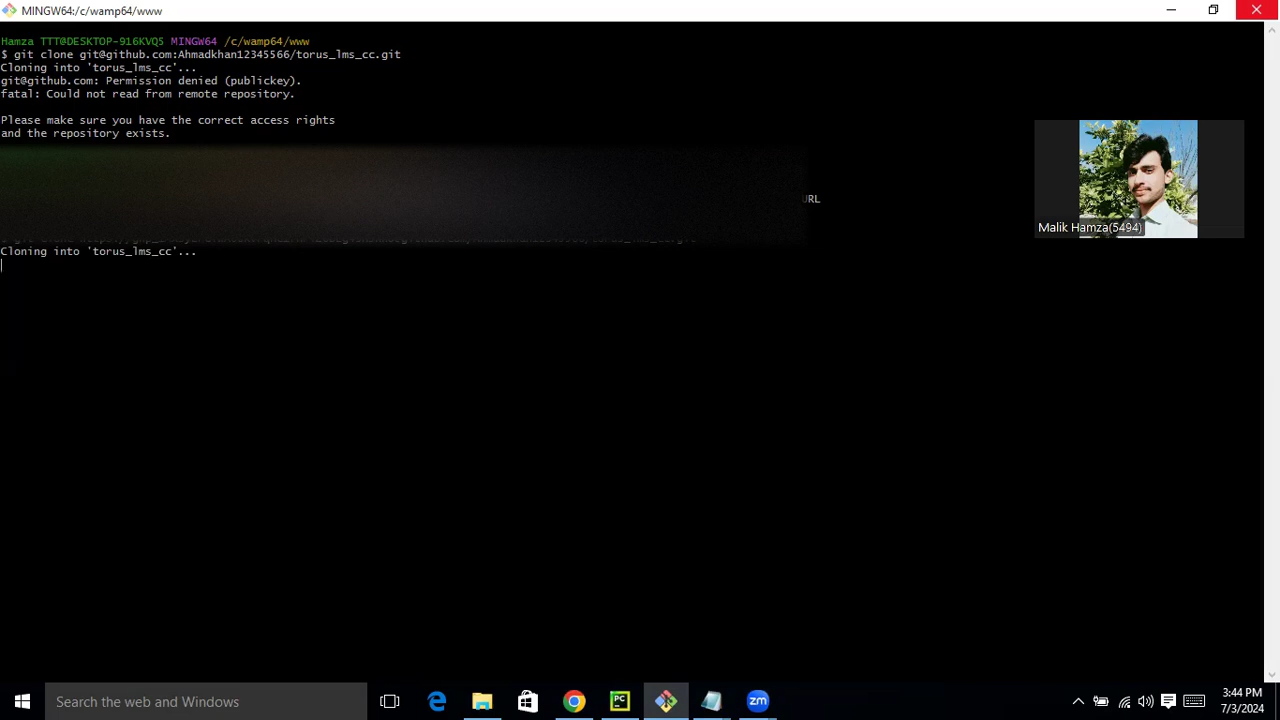 MINGW64:/c/wamp64/www
Hamza TTT@DESKTOP-916KVQ5 MINGW64 /c/wamp64/www
$ git clone git@github.com:Ahmadkhan12345566/torus_lms_cc.git
Cloning into 'torus_lms_cc'...
git@github.com: Permission denied (publickey).
fatal: Could not read from remote repository.
Please make sure you have the correct access rights
and the repository exists.
URL
Cloning into 'torus_lms_cc'...
Malik Hamza(5494)
Search the web and Windows
PC
zm
3:44 PM
7/3/2024